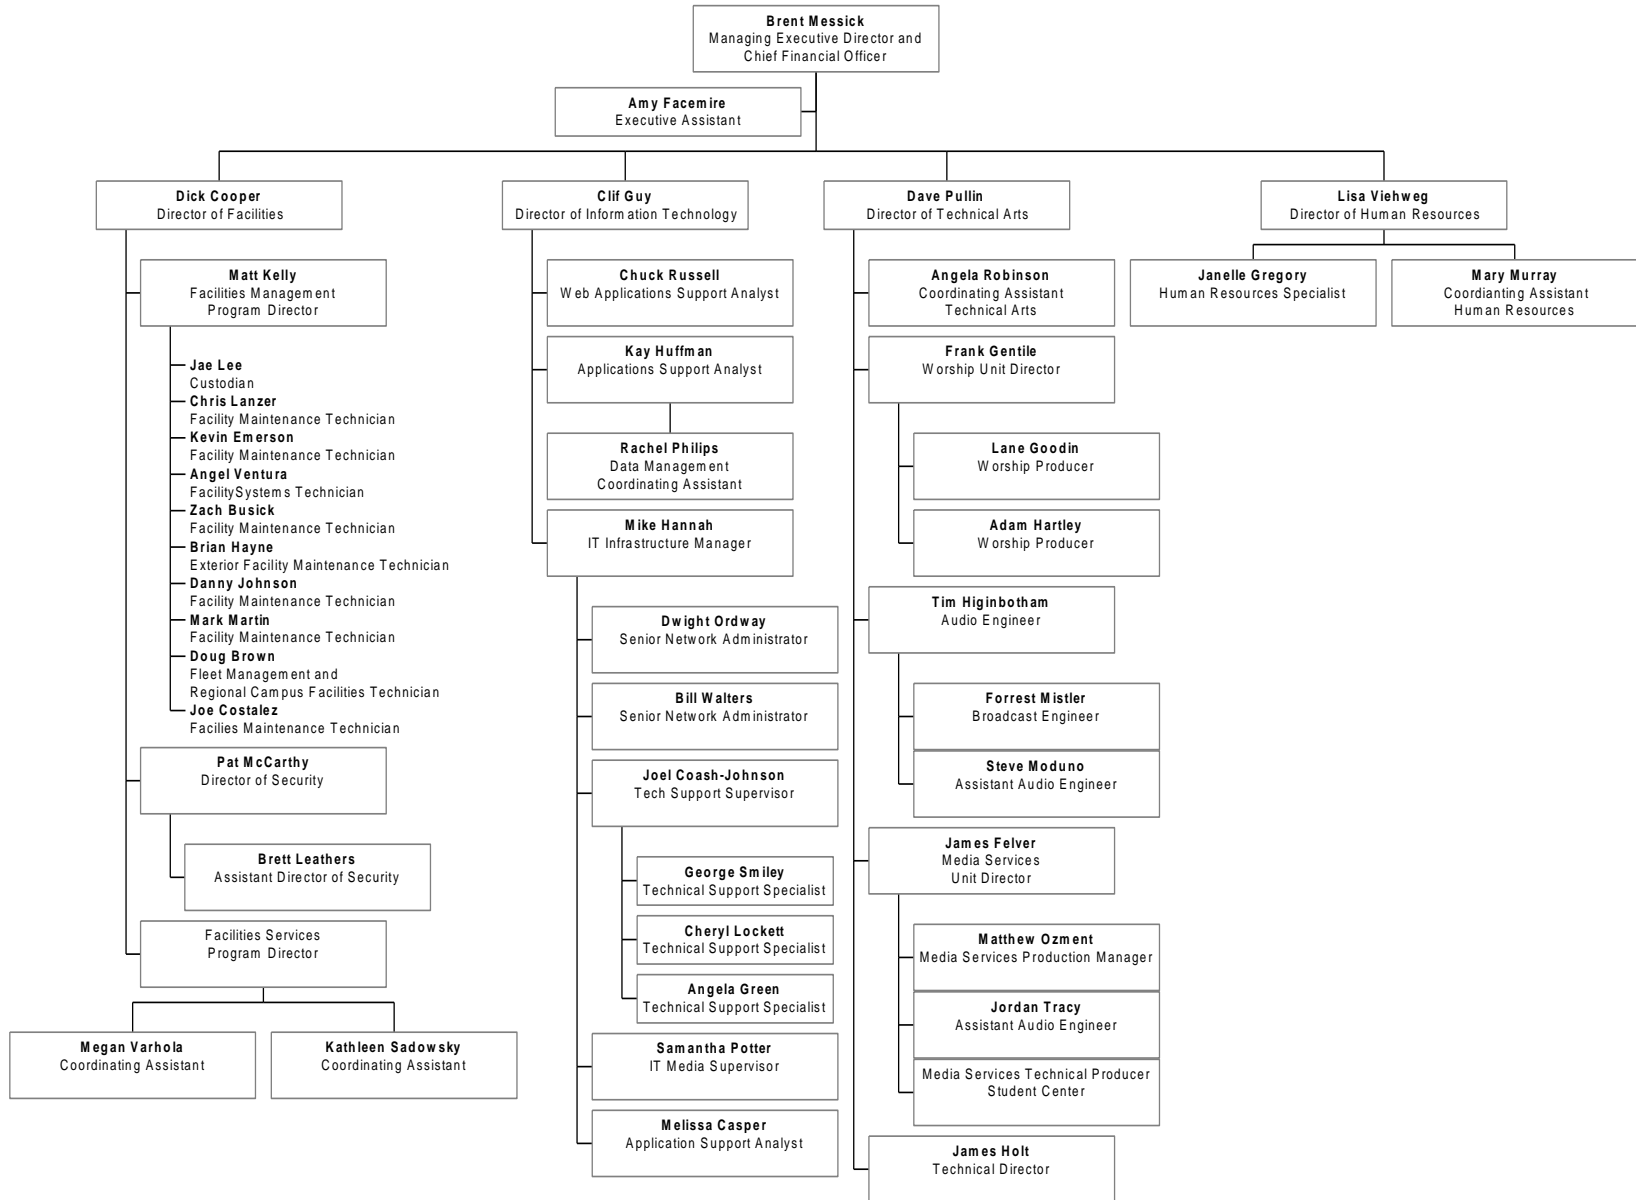 Brent Messick
Managing Executive Director and
Chief Financial Officer
Amy Facemire
Executive Assistant
Dick Cooper
Director of Facilities
Matt Kelly
Facilities Management
Program Director
Jae Lee
Custodian
Chris Lanzer
Facility Maintenance Technician
Kevin Emerson
Facility Maintenance Technician
Angel Ventura
FacilitySystems Technician
Zach Busick
Facility Maintenance Technician
Brian Hayne
Exterior Facility Maintenance Technician
Danny Johnson
Facility Maintenance Technician
Mark Martin
Facility Maintenance Technician
Doug Brown
Fleet Management and
Regional Campus Facilities Technician
Joe Costalez
Facilies Maintenance Technician
Pat McCarthy
Director of Security
Brett Leathers
Assistant Director of Security
Facilities Services
Program Director
Megan Varhola
Coordinating Assistant
Kathleen Sadowsky
Coordinating Assistant
Clif Guy
Director of Information Technology
Chuck Russell
Web Applications Support Analyst
Kay Huffman
Applications Support Analyst
Rachel Philips
Data Management
Coordinating Assistant
Mike Hannah
IT Infrastructure Manager
Dwight Ordway
Senior Network Administrator
Bill Walters
Senior Network Administrator
Joel Coash-Johnson
Tech Support Supervisor
George Smiley
Technical Support Specialist
Cheryl Lockett
Technical Support Specialist
Angela Green
Technical Support Specialist
Samantha Potter
IT Media Supervisor
Melissa Casper
Application Support Analyst
Dave Pullin
Director of Technical Arts
Angela Robinson
Coordinating Assistant
Technical Arts
Frank Gentile
Worship Unit Director
Lane Goodin
Worship Producer
Adam Hartley
Worship Producer
Tim Higinbotham
Audio Engineer
Forrest Mistler
Broadcast Engineer
Steve Moduno
Assistant Audio Engineer
James Felver
Media Services
Unit Director
Matthew Ozment
Media Services Production Manager
Jordan Tracy
Assistant Audio Engineer
Media Services Technical Producer
Student Center
James Holt
Technical Director
Lisa Viehweg
Director of Human Resources
Janelle Gregory
Human Resources Specialist
Mary Murray
Coordianting Assistant
Human Resources